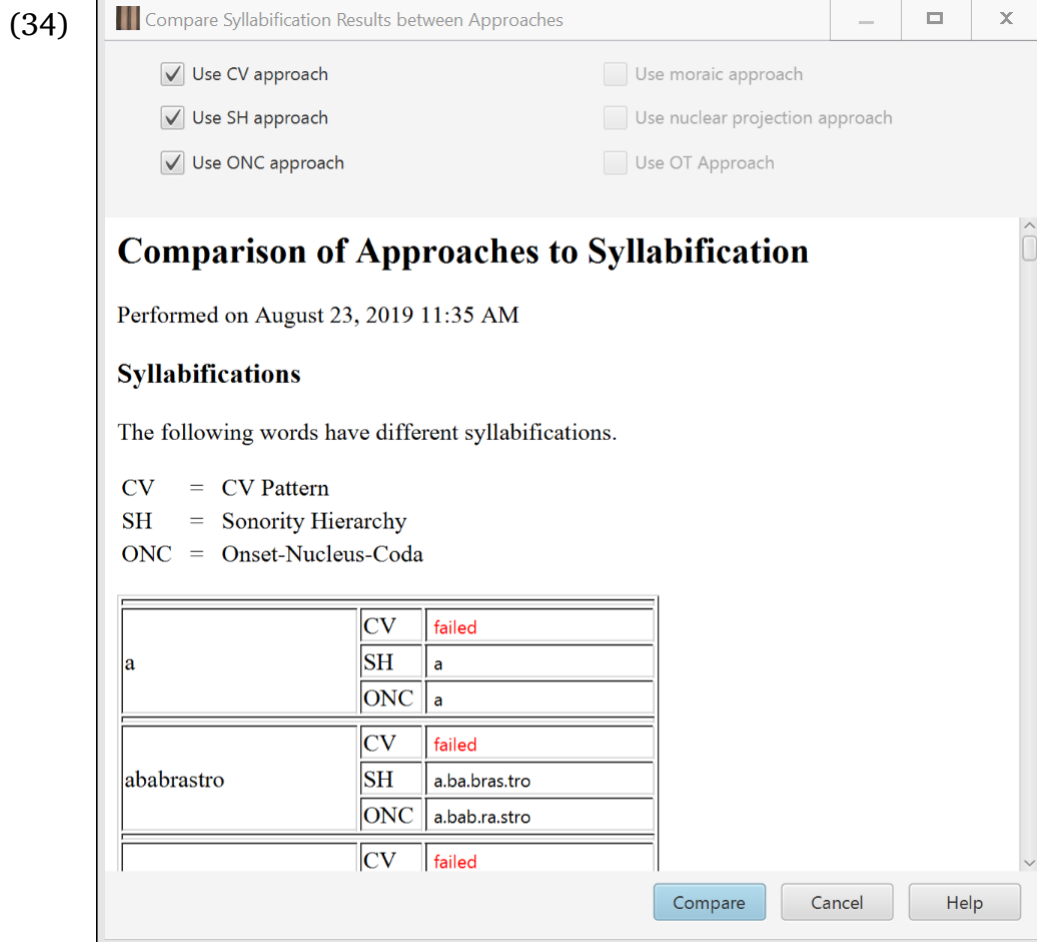 (34)
Compare Syllabification Results between Approaches
Use CV approach
Use moraic approach
Use SH approach
Use nuclear projection approach
Use ONC approach
Use OT Approach
Comparison of Approaches to Syllabification
Performed on August 23, 2019 11:35 AM
Syllabifications
The following words have different syllabifications.
CV = CV Pattern
SH = Sonority Hierarchy
ONC = Onset-Nucleus-Coda
a
CV failed
SH a
ONC a
ababrastro
CV failed
SH a.ba.bras.tro
ONC a.bab.ra.stro
CV failed
Compare Cancel Help